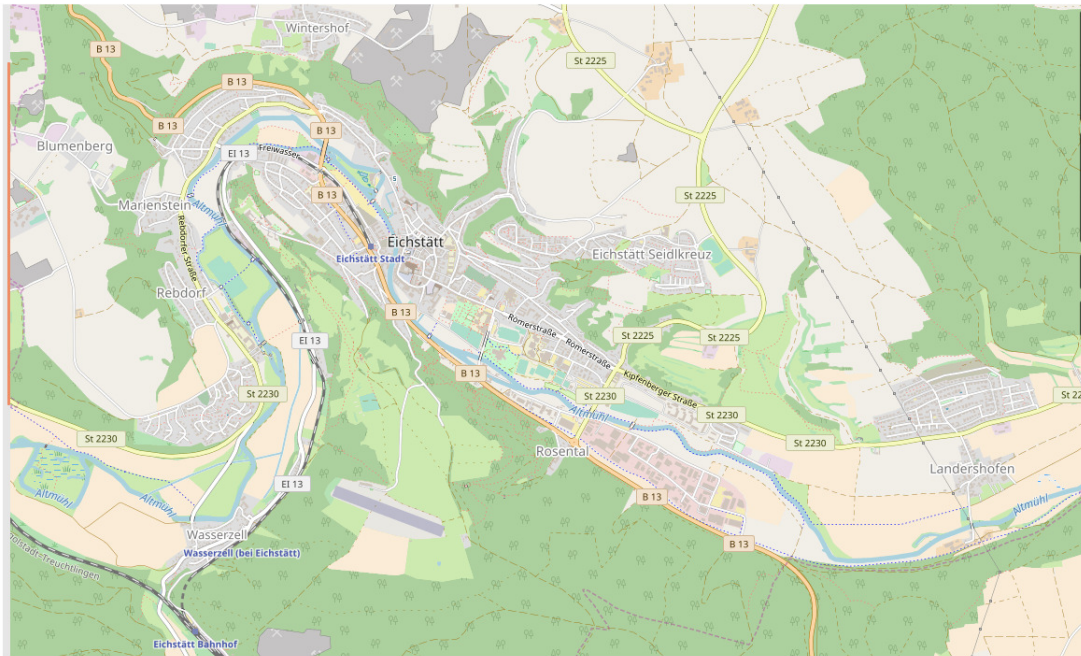 Wintershof
B 13
St 2225
B 13
B 13
B 13
Blumenberg
EI 13
Freiwasser
B 13
St 2225
Marienstein
Altmühl
Rebdorfer Straße
Eichstätt
Eichstätt Stadt
Eichstätt Seidlkreuz
Rebdorf
B 13
Römerstraße
Römerstraße
St 2225
St 2225
EI 13
B 13
Kipfenberger Straße
St 2230
St 2230
Altmühl
St 2230
St 2230
St 2230
Rosental
Landershofen
EI 13
B 13
Altmühl
Altmühl
Altmühl
Wasserzell
Wasserzell (bei Eichstätt)
B 13
Eichstätt Bahnhof